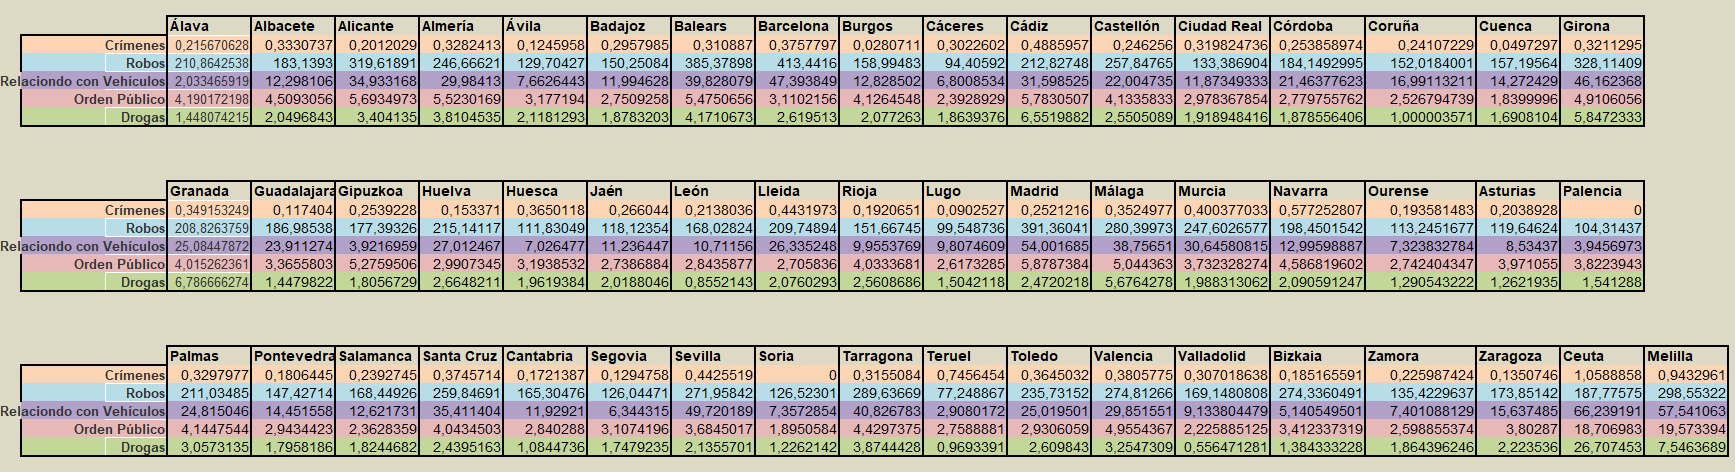 Álava Albacete Alicante Almería Ávila Badajoz Balears Barcelona Burgos Cáceres Cádiz Castellón Ciudad Real Córdoba Coruña Cuenca Girona
Crímenes 0,215670628 0,3330737 0,2012029 0,3282413 0,1245958 0,2957985 0,310887 0,3757797 0,0280711 0,3022602 0,4885957 0,246256 0,319824736 0,253858974 0,24107229 0,0497297 0,3211295
Robos 210,8642538 183,1393 319,61891 246,66621 129,70427 150,25084 385,37898 413,4416 158,99483 94,40592 212,82748 257,84765 133,386904 184,1492995 152,0184001 157,19564 328,11409
Relaciondo con Vehículos 2,033465919 12,298106 34,933168 29,98413 7,6626443 11,994628 39,828079 47,393849 12,828502 6,8008534 31,598525 22,004735 11,87349333 21,46377623 16,99113211 14,272429 46,162368
Orden Público 4,190172198 4,5093056 5,6934973 5,5230169 3,177194 2,7509258 5,4750656 3,1102156 4,1264548 2,3928929 5,7830507 4,1335833 2,978367854 2,779755762 2,526794739 1,8399996 4,9106056
Drogas 1,448074215 2,0496843 3,404135 3,8104535 2,1181293 1,8783203 4,1710673 2,619513 2,077263 1,8639376 6,5519882 2,5505089 1,918948416 1,878556406 1,000003571 1,6908104 5,8472333
Granada Guadalajara Gipuzkoa Huelva Huesca Jaén León Lleida Rioja Lugo Madrid Málaga Murcia Navarra Ourense Asturias Palencia
Crímenes 0,349153249 0,117404 0,2539228 0,153371 0,3650118 0,266044 0,2138036 0,4431973 0,1920651 0,0902527 0,2521216 0,3524977 0,400377033 0,577252807 0,193581483 0,2038928 0
Robos 208,8263759 186,98538 177,39326 215,14117 111,83049 118,12354 168,02824 209,74894 151,66745 99,548736 391,36041 280,39973 247,6026577 198,4501542 113,2451677 119,64624 104,31437
Relaciondo con Vehículos 25,08447872 23,911274 3,9216959 27,012467 7,026477 11,236447 10,71156 26,335248 9,9553769 9,8074609 54,001685 38,75651 30,64580815 12,99598887 7,323832784 8,53437 3,9456973
Orden Público 4,015262361 3,3655803 5,2759506 2,9907345 3,1938532 2,7386884 2,8435877 2,705836 4,0333681 2,6173285 5,8787384 5,044363 3,732328274 4,586819602 2,742404347 3,971055 3,8223943
Drogas 6,786666274 1,4479822 1,8056729 2,6648211 1,9619384 2,0188046 0,8552143 2,0760293 2,5608686 1,5042118 2,4720218 5,6764278 1,988313062 2,090591247 1,290543222 1,2621935 1,541288
Palmas Pontevedra Salamanca Santa Cruz Cantabria Segovia Sevilla Soria Tarragona Teruel Toledo Valencia Valladolid Bizkaia Zamora Zaragoza Ceuta Melilla
Crímenes 0,3297977 0,1806445 0,2392745 0,3745714 0,1721387 0,1294758 0,4425519 0 0,3155084 0,7456454 0,3645032 0,3805775 0,307018638 0,185165591 0,225987424 0,1350746 1,0588858 0,9432961
Robos 211,03485 147,42714 168,44926 259,84691 165,30476 126,04471 271,95842 126,52301 289,63669 77,248867 235,73152 274,81266 169,1480808 274,3360491 135,4229637 173,85142 187,77575 298,55322
Relaciondo con Vehículos 24,815046 14,451558 12,621731 35,411404 11,92921 6,344315 49,720189 7,3572854 40,826783 2,9080172 25,019501 29,851551 9,133804479 5,140549501 7,401088129 15,637485 66,239191 57,541063
Orden Público 4,1447544 2,9434423 2,3628359 4,0434503 2,840288 3,1074196 3,6845017 1,8950584 4,4297375 2,7588881 2,9306059 4,9554367 2,225885125 3,412337319 2,598855374 3,80287 18,706983 19,573394
Drogas 3,0573135 1,7958186 1,8244682 2,4395163 1,0844736 1,7479235 2,1355701 1,2262142 3,8744428 0,9693391 2,609843 3,2547309 0,556471281 1,384333228 1,864396246 2,223536 26,707453 7,5463689